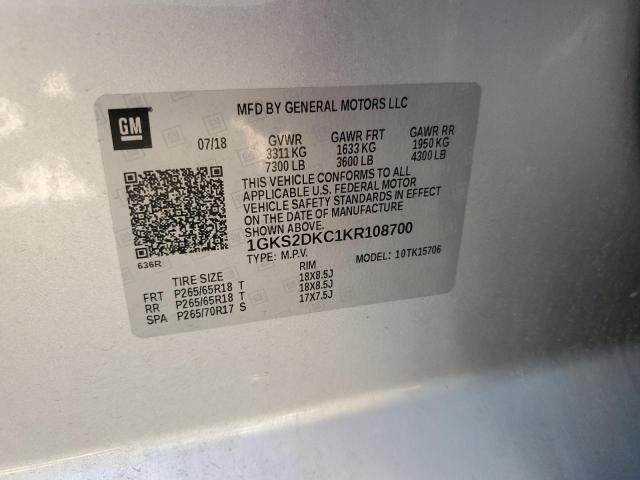 GM
MFD BY GENERAL MOTORS LLC
07/18 GVWR GAWR FRT GAWR RR
3311 KG 1633 KG 1950 KG
7300 LB 3600 LB 4300 LB
THIS VEHICLE CONFORMS TO ALL
APPLICABLE U.S. FEDERAL MOTOR
VEHICLE SAFETY STANDARDS IN EFFECT
ON THE DATE OF MANUFACTURE
SHOWN ABOVE.
1GKS2DKC1KR108700
TYPE: M.P.V. MODEL: 10TK15706
636R
TIRE SIZE RIM
FRT P265/65R18 T 18X8.5J
RR P265/65R18 T 18X8.5J
SPA P265/70R17 S 17X7.5J